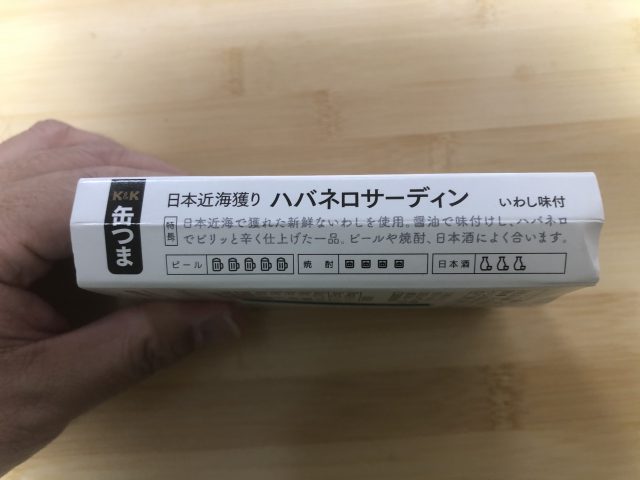 K&K
缶つま
日本近海獲り ハバネロサーディン いわし味付
特長
日本近海で獲れた新鮮ないわしを使用。醤油で味付けし、ハバネロ
でピリッと辛く仕上げた一品。ビールや焼酎、日本酒によく合います。
ビール 焼酎 日本酒